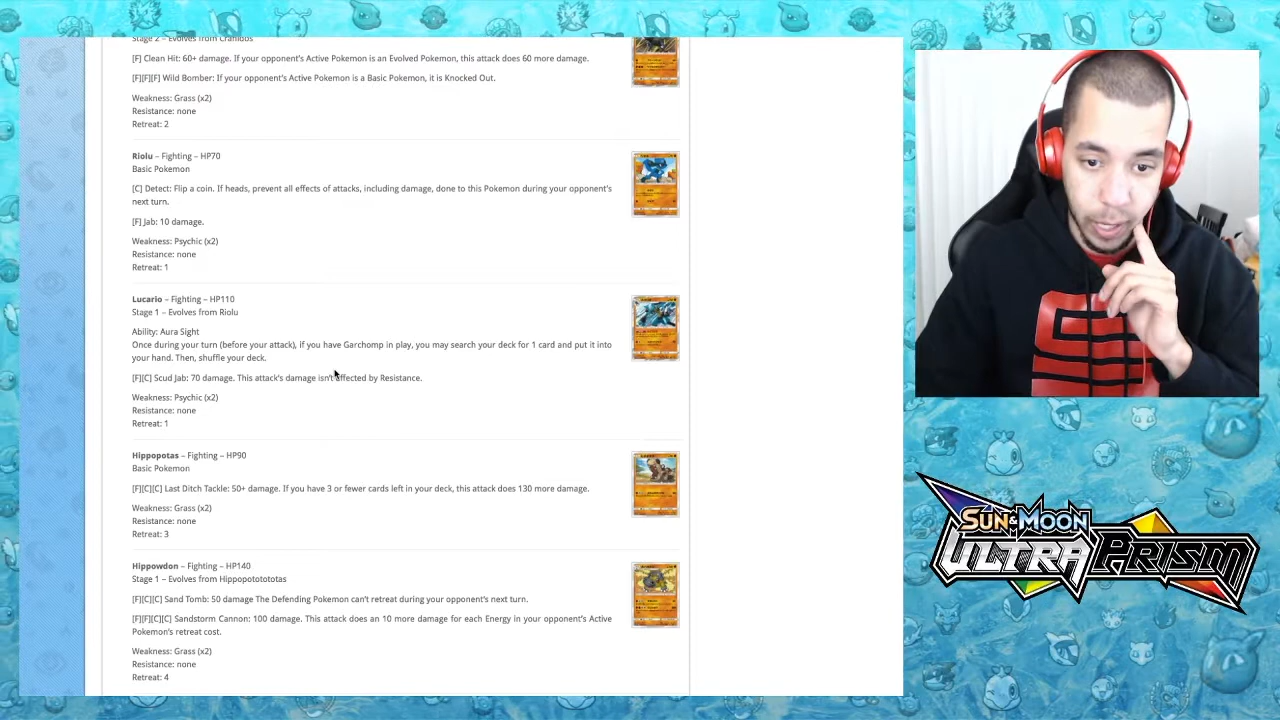 Stage 2 – Evolves from Cranidos
[F] Clean Hit: 60+ damage. If your opponent's Active Pokemon is an Evolved Pokemon, this attack does 60 more damage.
[F][F][F] Wild Bomber: If your opponent's Active Pokemon is a Basic Pokemon, it is Knocked Out.
Weakness: Grass (x2)
Resistance: none
Retreat: 2
Riolu – Fighting – HP70
Basic Pokemon
[C] Detect: Flip a coin. If heads, prevent all effects of attacks, including damage, done to this Pokemon during your opponent's
next turn.
[F] Jab: 10 damage.
Weakness: Psychic (x2)
Resistance: none
Retreat: 1
Lucario – Fighting – HP110
Stage 1 – Evolves from Riolu
Ability: Aura Sight
Once during your turn (before your attack), if you have Garchomp in play, you may search your deck for 1 card and put it into
your hand. Then, shuffle your deck.
[F][C] Scud Jab: 70 damage. This attack's damage isn't affected by Resistance.
Weakness: Psychic (x2)
Resistance: none
Retreat: 1
Hippopotas – Fighting – HP90
Basic Pokemon
[F][C][C] Last Ditch Tackle: 50+ damage. If you have 3 or fewer cards left in your deck, this attack does 130 more damage.
Weakness: Grass (x2)
Resistance: none
Retreat: 3
Hippowdon – Fighting – HP140
Stage 1 – Evolves from Hippopotototatas
[F][C][C] Sand Tomb: 50 damage The Defending Pokemon can't retreat during your opponent's next turn.
[F][F][C][C] Sandstorm Cannon: 100 damage. This attack does an 10 more damage for each Energy in your opponent's Active
Pokemon's retreat cost.
Weakness: Grass (x2)
Resistance: none
Retreat: 4
SUN & MOON
ULTRA PRISM